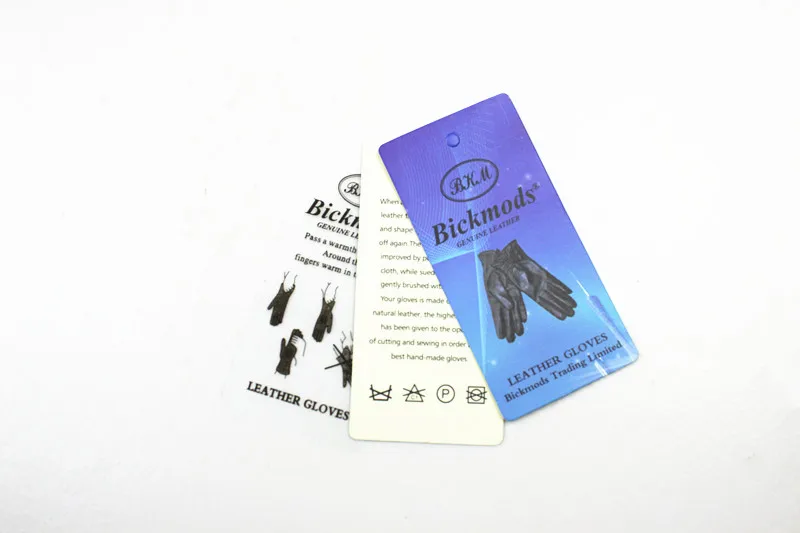 BKM
Bickmods
GENUINE LEATHER
Pass a warmth
Around th
fingers warm in t
LEATHER GLOVES
When
leather
and shape
off again. The
improved by p
cloth, while sued
gently brushed wit
Your gloves is made
natural leather, the highe
has been given to the ope
of cutting and sewing in order
best hand-made gloves
P
BKM
Bickmods®
GENUINE LEATHER
LEATHER GLOVES
Bickmods Trading Limited